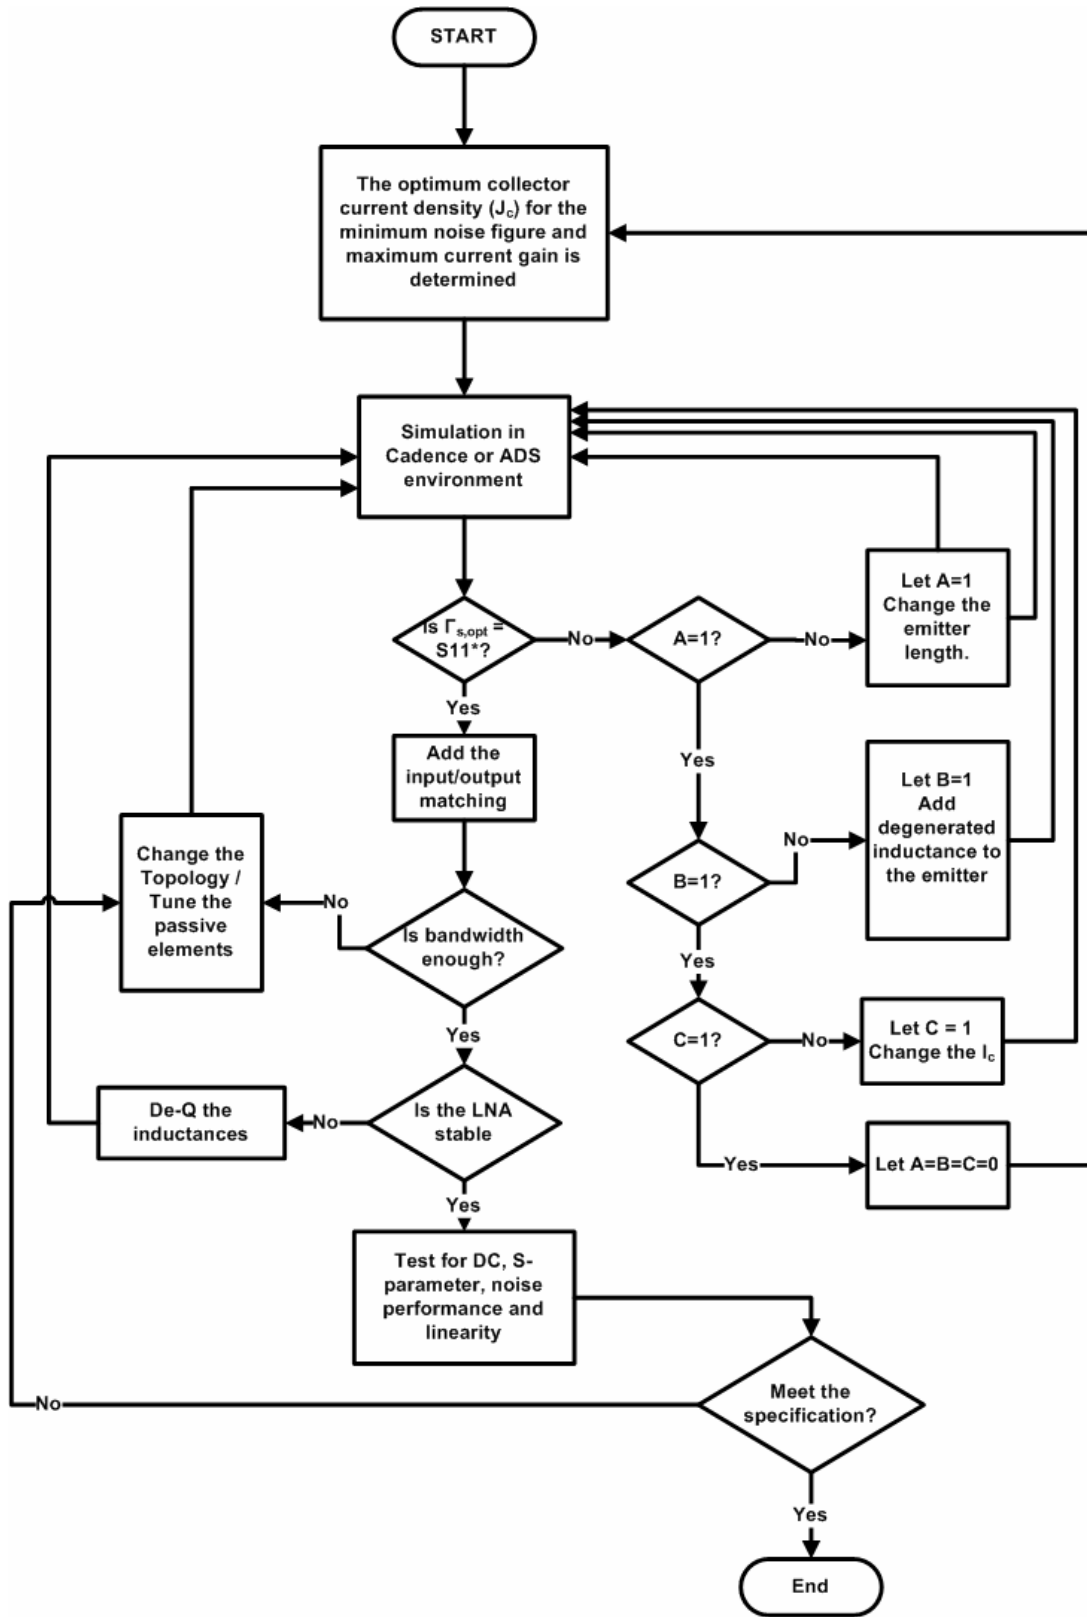 START
The optimum collector
current density (Jc) for the
minimum noise figure and
maximum current gain is
determined
Simulation in
Cadence or ADS
environment
Is Γs,opt =
S11*?
No
A=1?
No
Let A=1
Change the
emitter
length.
Yes
Add the
input/output
matching
Yes
Let B=1
Add
degenerated
inductance to
the emitter
No
B=1?
Change the
Topology /
Tune the
passive
elements
No
Is bandwidth
enough?
Yes
Yes
C=1?
No
Let C = 1
Change the Ic
De-Q the
inductances
No
Is the LNA
stable
Yes
Let A=B=C=0
Yes
Test for DC, S-
parameter, noise
performance and
linearity
No
Meet the
specification?
Yes
End